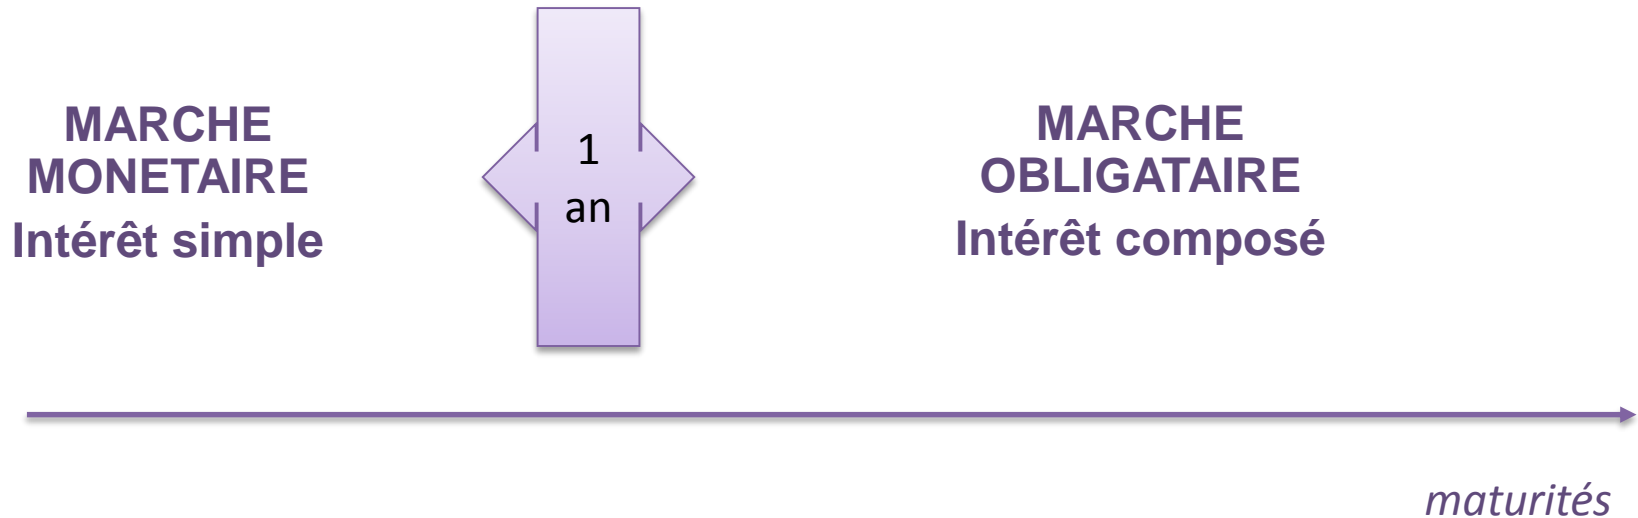 MARCHE
MONETAIRE
Intérêt simple
1
an
MARCHE
OBLIGATAIRE
Intérêt composé
maturités